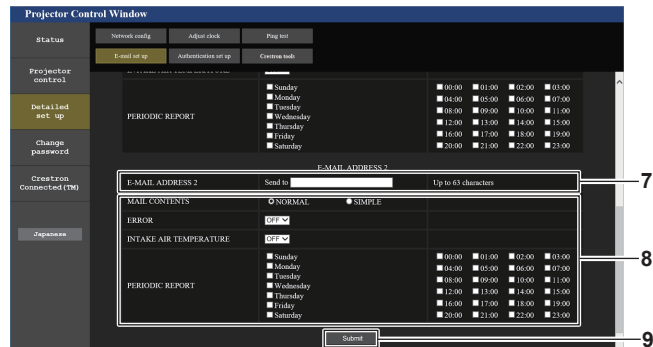 Projector Control Window
Status
Network config Adjust clock Ping test
E-mail set up Authentication set up Crestron tools
Projector
control
Detailed
set up
Change
password
Crestron
Connected(TM)
Japanese
PERIODIC REPORT
Sunday
Monday
Tuesday
Wednesday
Thursday
Friday
Saturday
00:00 01:00 02:00 03:00
04:00 05:00 06:00 07:00
08:00 09:00 10:00 11:00
12:00 13:00 14:00 15:00
16:00 17:00 18:00 19:00
20:00 21:00 22:00 23:00
E-MAIL ADDRESS 2
E-MAIL ADDRESS 2 Send to Up to 63 characters 7
MAIL CONTENTS NORMAL SIMPLE
ERROR OFF
INTAKE AIR TEMPERATURE OFF
8
PERIODIC REPORT
Sunday
Monday
Tuesday
Wednesday
Thursday
Friday
Saturday
00:00 01:00 02:00 03:00
04:00 05:00 06:00 07:00
08:00 09:00 10:00 11:00
12:00 13:00 14:00 15:00
16:00 17:00 18:00 19:00
20:00 21:00 22:00 23:00
Submit 9